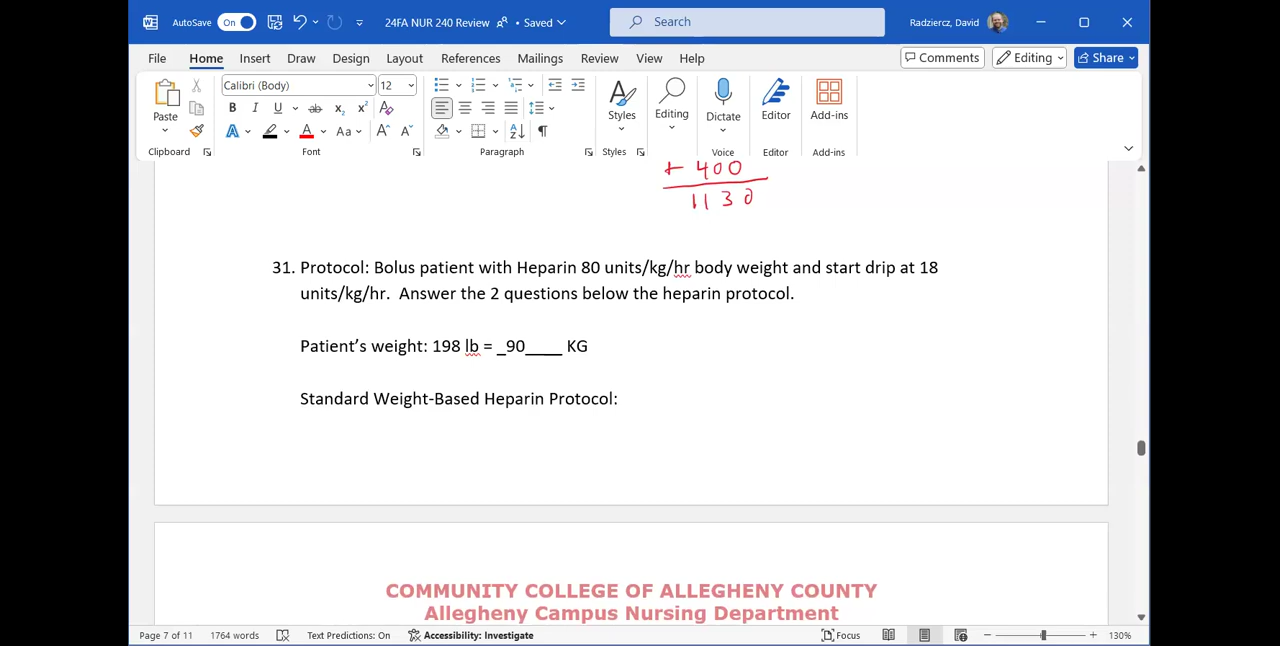 AutoSave On 24FA NUR 240 Review • Saved Search Radziercz, David
File Home Insert Draw Design Layout References Mailings Review View Help Comments Editing Share
Calibri (Body) 12
Paste Styles Editing Dictate Editor Add-ins
B I U ab x₂ x² A
A A Aa A A
Clipboard Font Paragraph Styles Voice Editor Add-ins
+ 400
1130
31. Protocol: Bolus patient with Heparin 80 units/kg/hr body weight and start drip at 18
units/kg/hr. Answer the 2 questions below the heparin protocol.
Patient's weight: 198 lb = _90____ KG
Standard Weight-Based Heparin Protocol:
COMMUNITY COLLEGE OF ALLEGHENY COUNTY
Allegheny Campus Nursing Department
Page 7 of 11 1764 words Text Predictions: On Accessibility: Investigate Focus 130%